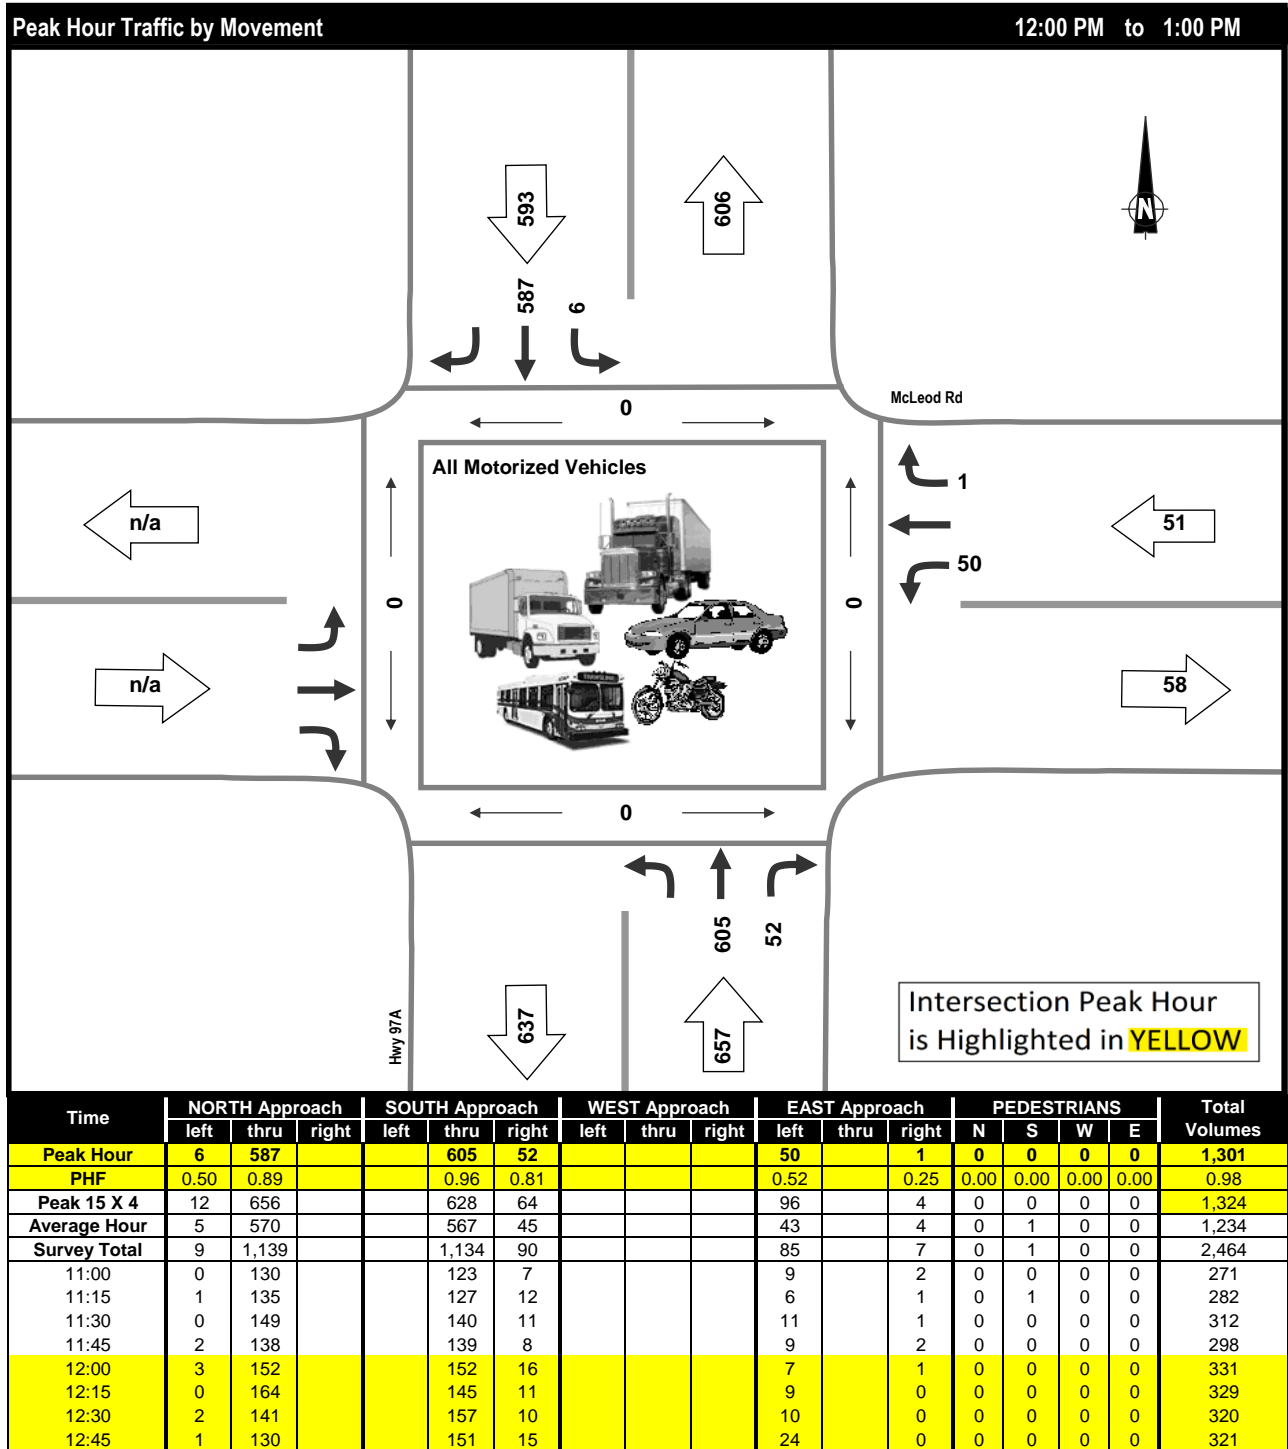 Peak Hour Traffic by Movement 12:00 PM to 1:00 PM
593 606
587 6
N
McLeod Rd
0
All Motorized Vehicles
1
n/a 51
50
0 0
n/a 58
0
605 52
Hwy 97A
637 657
Intersection Peak Hour
is Highlighted in YELLOW
Time NORTH Approach SOUTH Approach WEST Approach EAST Approach PEDESTRIANS Total
left thru right left thru right left thru right left thru right N S W E Volumes
Peak Hour 6 587 605 52 50 1 0 0 0 0 1,301
PHF 0.50 0.89 0.96 0.81 0.52 0.25 0.00 0.00 0.00 0.00 0.98
Peak 15 X 4 12 656 628 64 96 4 0 0 0 0 1,324
Average Hour 5 570 567 45 43 4 0 1 0 0 1,234
Survey Total 9 1,139 1,134 90 85 7 0 1 0 0 2,464
11:00 0 130 123 7 9 2 0 0 0 0 271
11:15 1 135 127 12 6 1 0 1 0 0 282
11:30 0 149 140 11 11 1 0 0 0 0 312
11:45 2 138 139 8 9 2 0 0 0 0 298
12:00 3 152 152 16 7 1 0 0 0 0 331
12:15 0 164 145 11 9 0 0 0 0 0 329
12:30 2 141 157 10 10 0 0 0 0 0 320
12:45 1 130 151 15 24 0 0 0 0 0 321